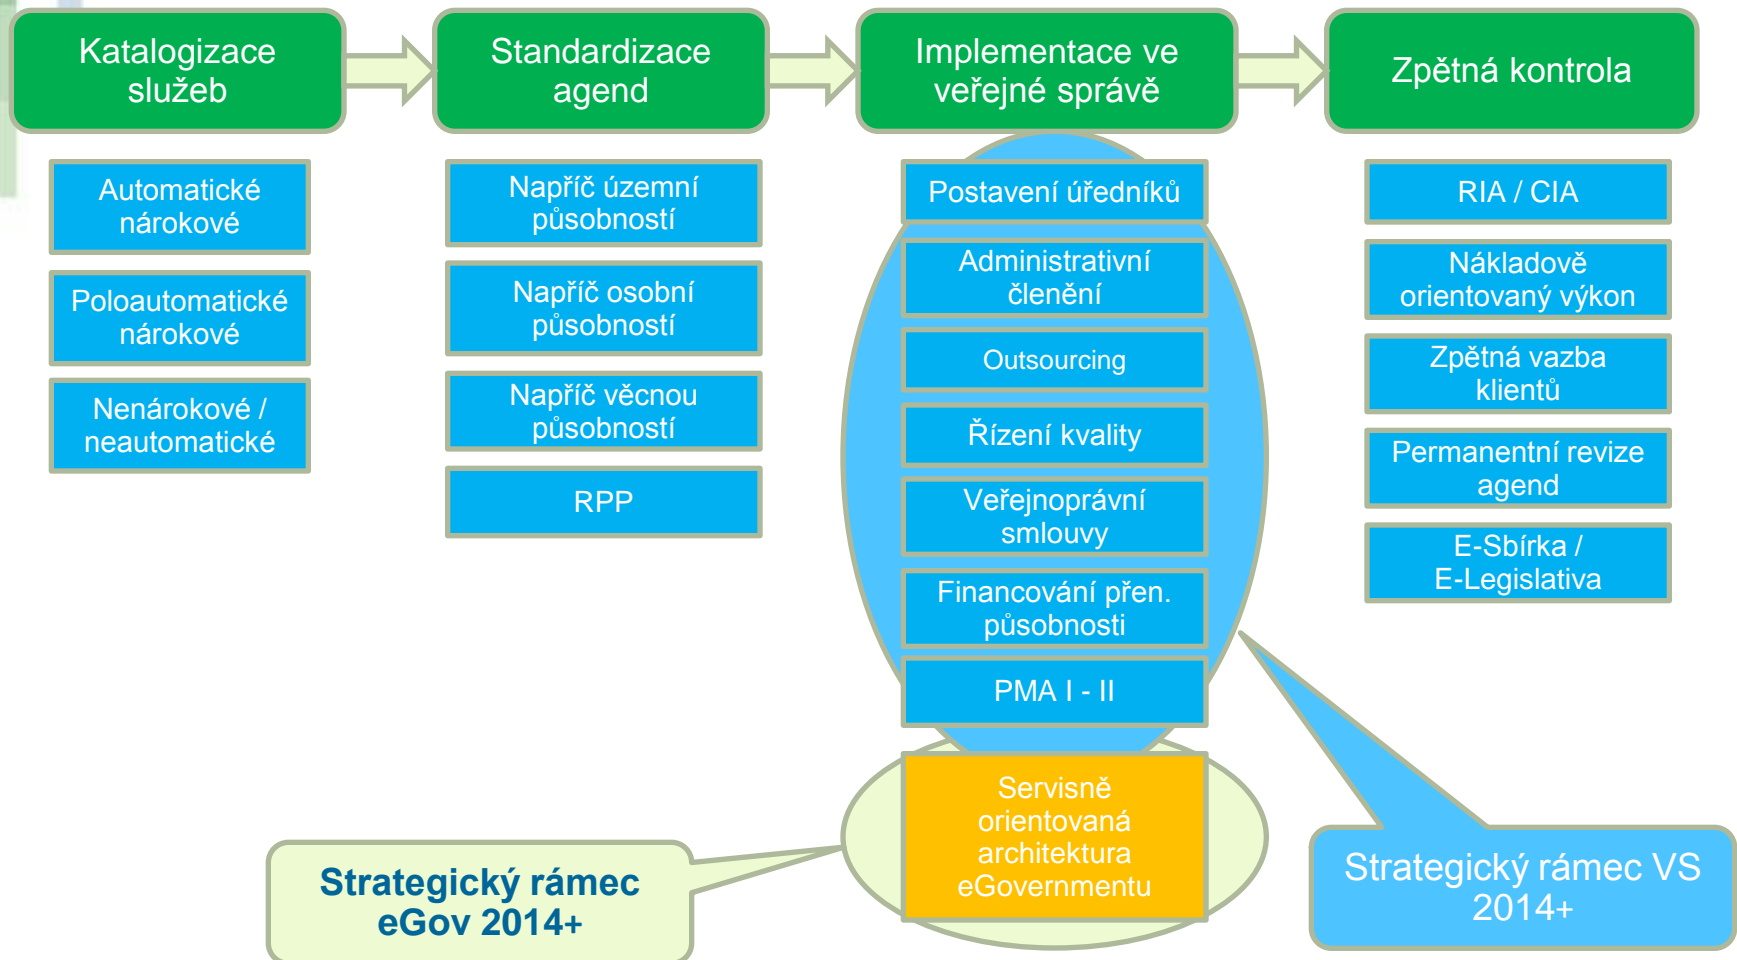 Katalogizace
služeb
Standardizace
agend
Implementace ve
veřejné správě
Zpětná kontrola
Automatické
nárokové
Poloautomatické
nárokové
Nenárokové /
neautomatické
Napříč územní
působností
Napříč osobní
působností
Napříč věcnou
působností
RPP
Postavení úředníků
Administrativní
členění
Outsourcing
Řízení kvality
Veřejnoprávní
smlouvy
Financování přen.
působnosti
PMA I - II
Servisně
orientovaná
architektura
eGovernmentu
RIA / CIA
Nákladově
orientovaný výkon
Zpětná vazba
klientů
Permanentní revize
agend
E-Sbírka /
E-Legislativa
Strategický rámec
eGov 2014+
Strategický rámec VS
2014+